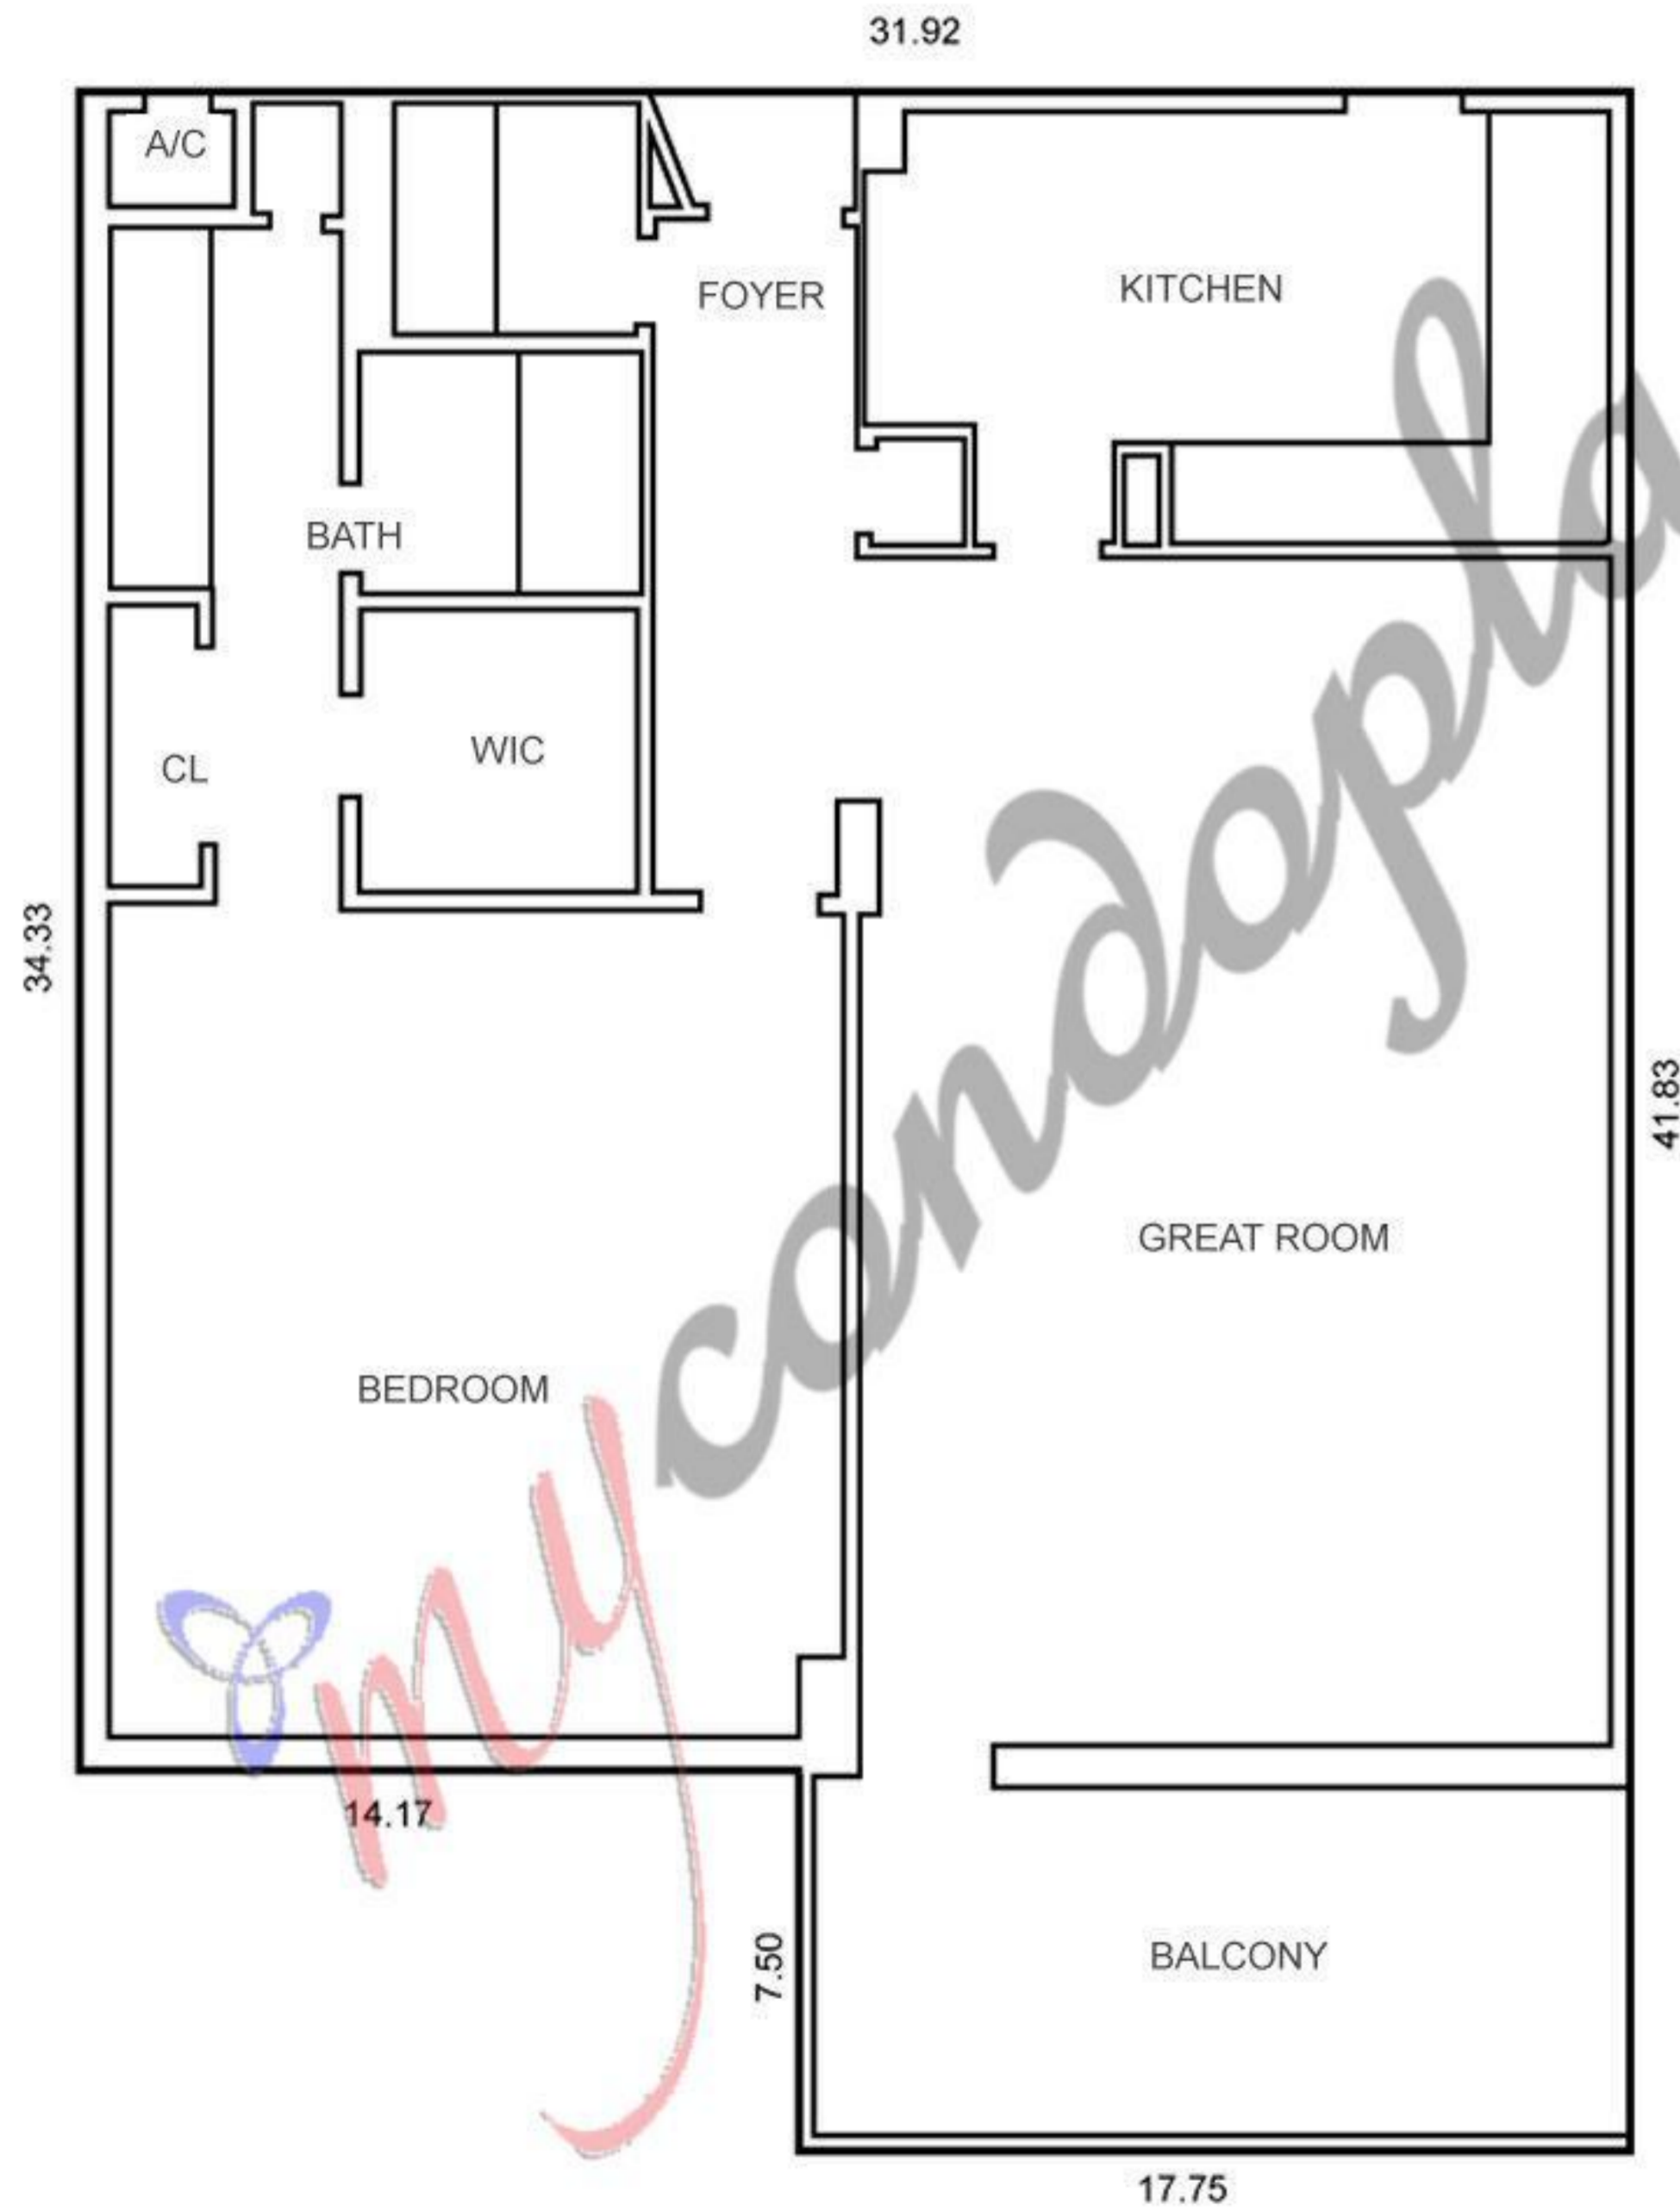 31.92
A/C
FOYER
KITCHEN
BATH
CL
WIC
34.33
41.83
GREAT ROOM
BEDROOM
14.17
7.50
BALCONY
17.75
mycondopla